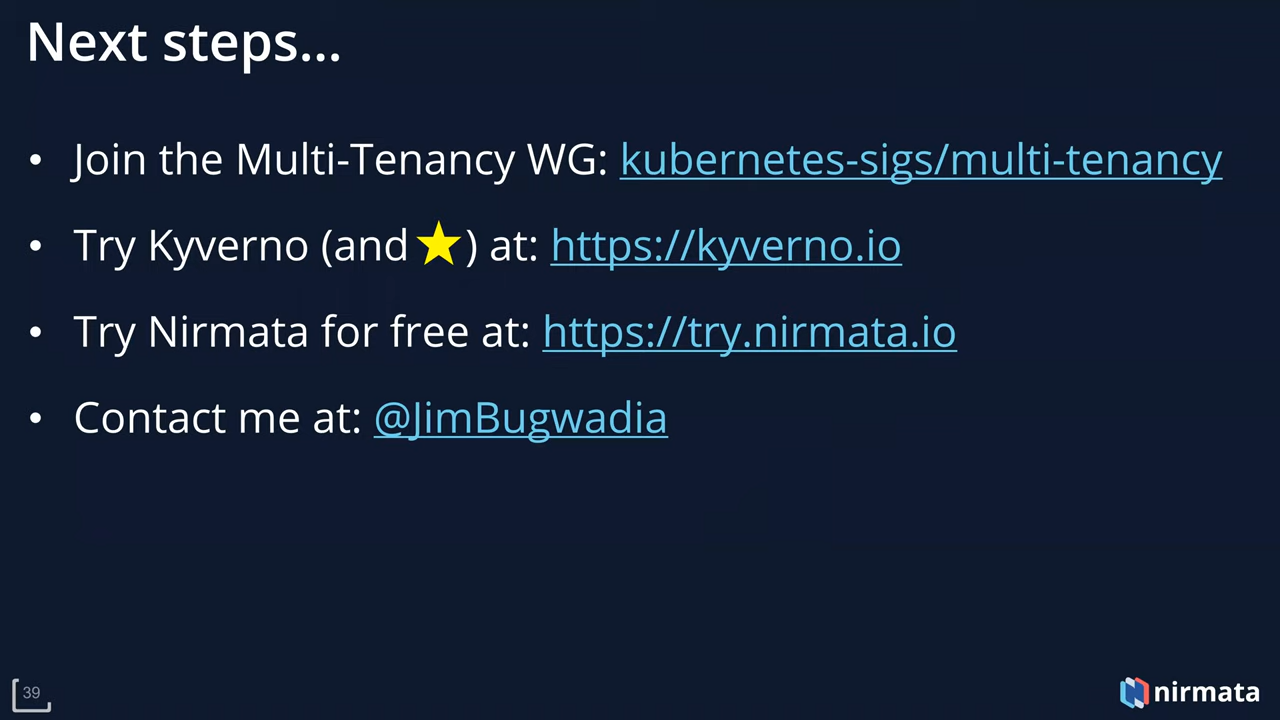 Next steps...
• Join the Multi-Tenancy WG: kubernetes-sigs/multi-tenancy
• Try Kyverno (and ⭐) at: https://kyverno.io
• Try Nirmata for free at: https://try.nirmata.io
• Contact me at: @JimBugwadia
39
nirmata